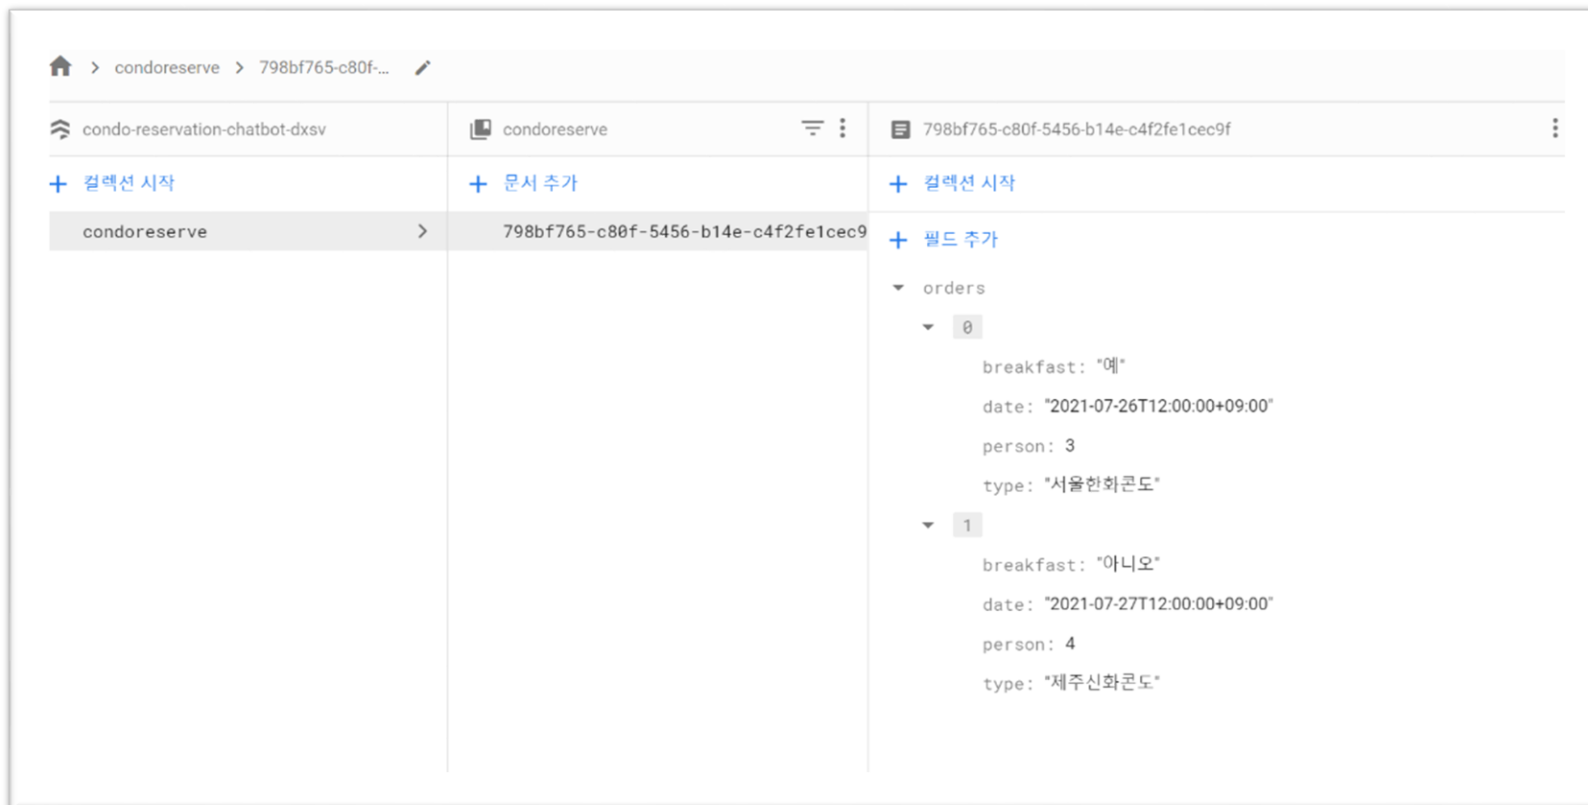 condoreserve > 798bf765-c80f-...
condo-reservation-chatbot-dxsv
+ 컬렉션 시작
condoreserve >
condoreserve
+ 문서 추가
798bf765-c80f-5456-b14e-c4f2fe1cec9
798bf765-c80f-5456-b14e-c4f2fe1cec9f
+ 컬렉션 시작
+ 필드 추가
orders
0
breakfast: "예"
date: "2021-07-26T12:00:00+09:00"
person: 3
type: "서울한화콘도"
1
breakfast: "아니오"
date: "2021-07-27T12:00:00+09:00"
person: 4
type: "제주신화콘도"